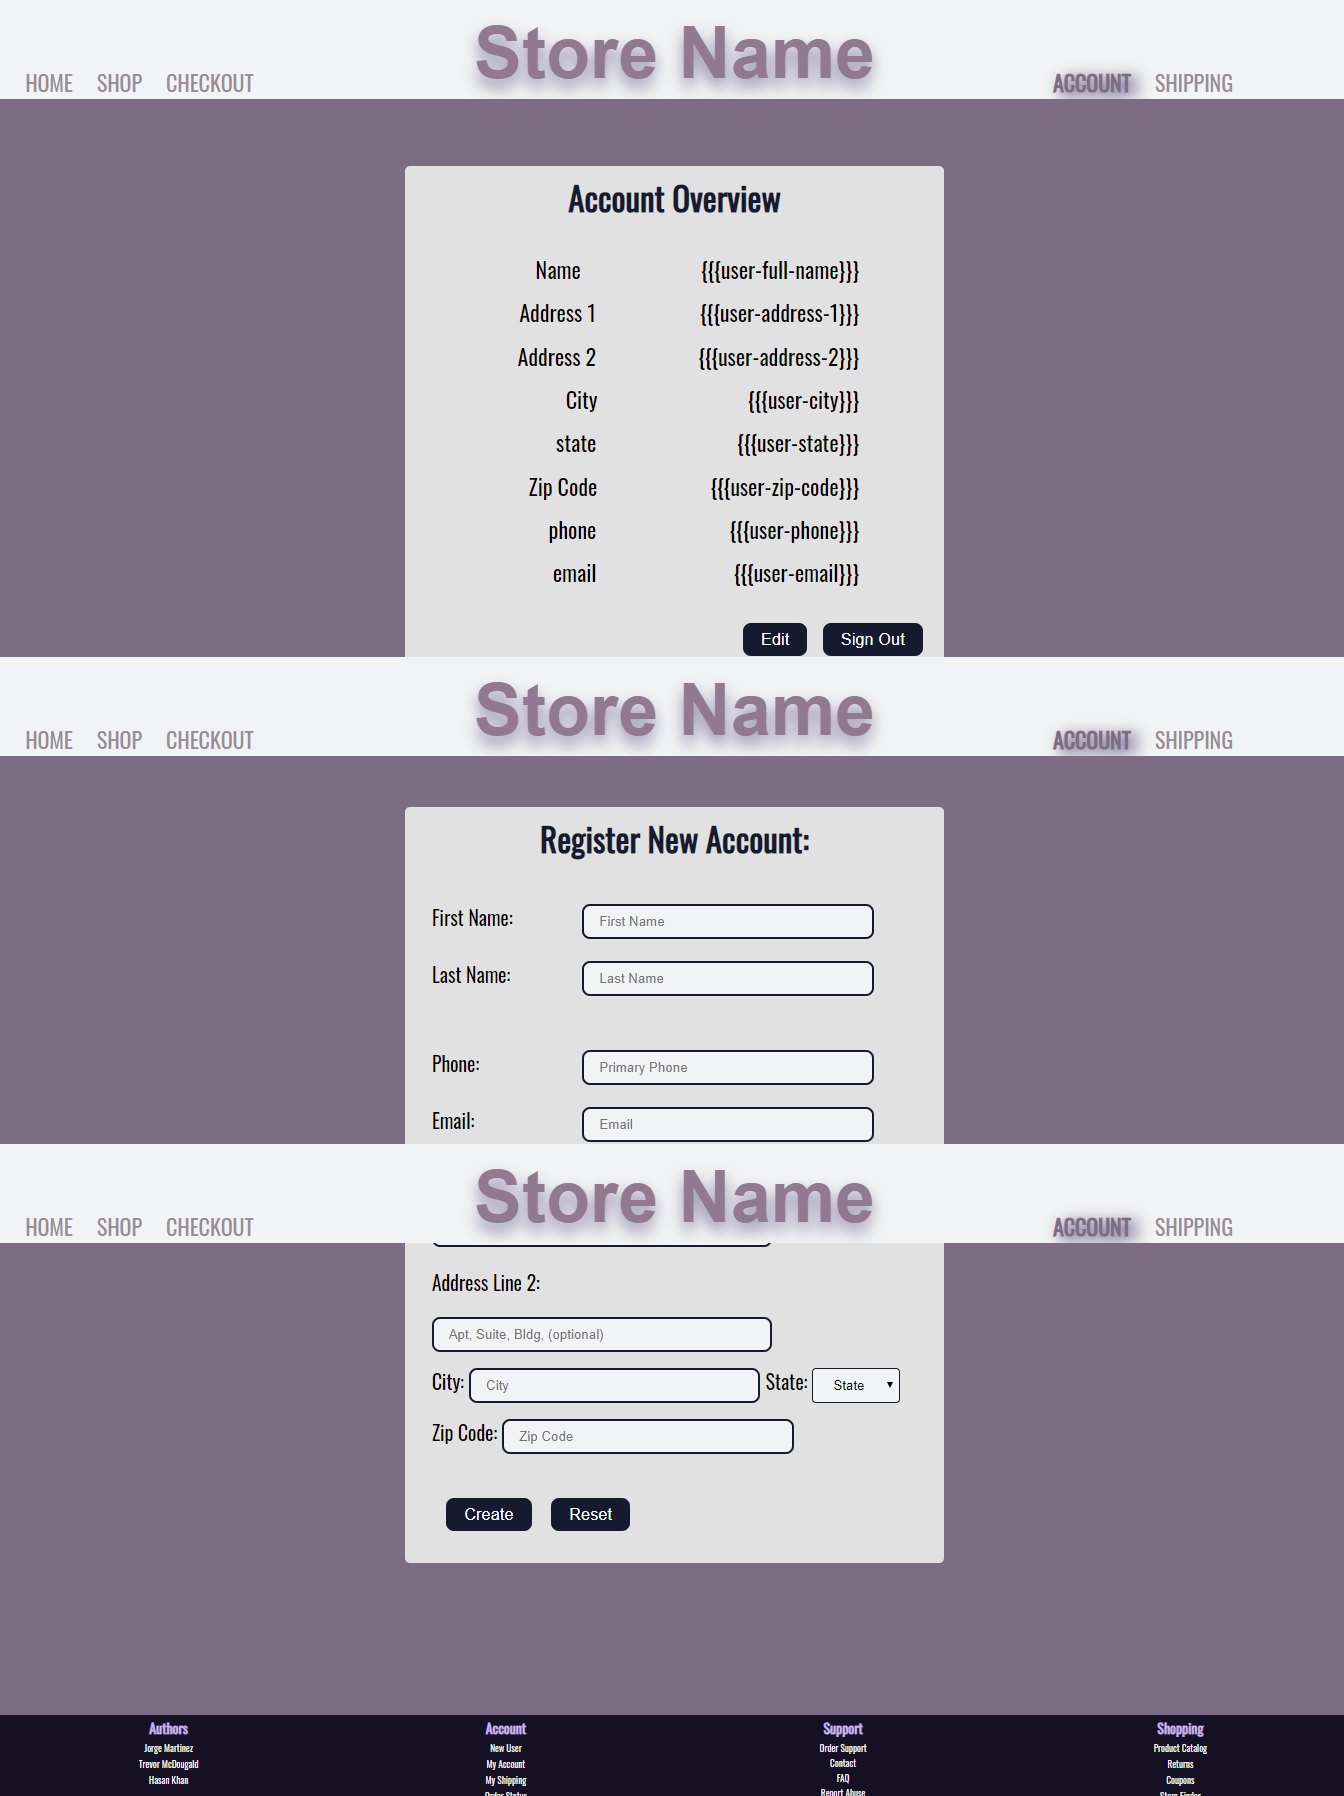 Store Name
HOME SHOP CHECKOUT ACCOUNT SHIPPING
Account Overview
Name {{{user-full-name}}}
Address 1 {{{user-address-1}}}
Address 2 {{{user-address-2}}}
City {{{user-city}}}
state {{{user-state}}}
Zip Code {{{user-zip-code}}}
phone {{{user-phone}}}
email {{{user-email}}}
Edit Sign Out
Store Name
HOME SHOP CHECKOUT ACCOUNT SHIPPING
Register New Account:
First Name: First Name
Last Name: Last Name
Phone: Primary Phone
Email: Email
Store Name
HOME SHOP CHECKOUT ACCOUNT SHIPPING
Address Line 2:
Apt, Suite, Bldg, (optional)
City: City State: State
Zip Code: Zip Code
Create Reset
Authors Account Support Shopping
Jorge Martinez New User Order Support Product Catalog
Trevor McDougald My Account Contact Returns
Hasan Khan My Shipping FAQ Coupons
Order Status Report Abuse Store Finder